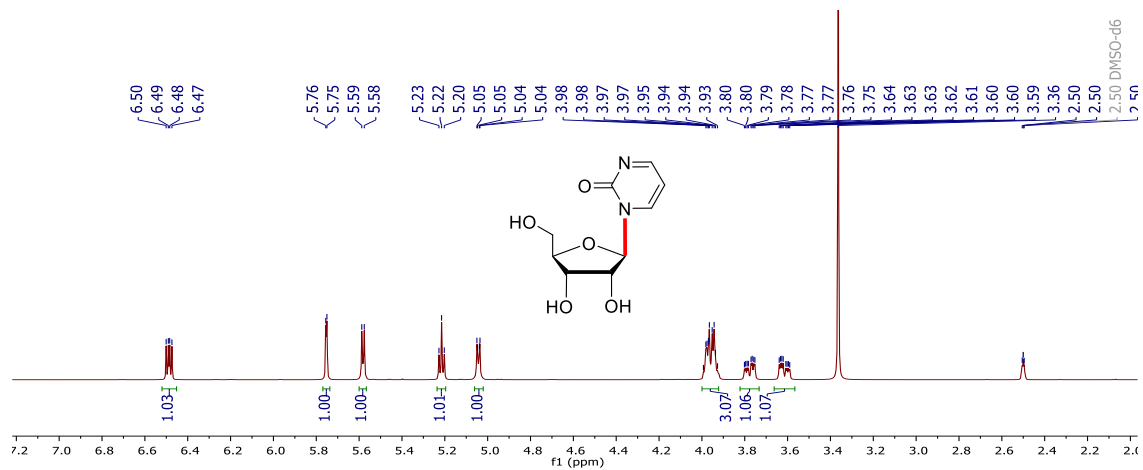 6.50 6.49 6.48 6.47 5.76 5.75 5.59 5.58 5.23 5.22 5.20 5.05 5.05 5.04 5.04 3.98 3.98 3.97 3.97 3.95 3.94 3.94 3.93 3.80 3.80 3.79 3.78 3.77 3.77 3.76 3.75 3.64 3.63 3.63 3.62 3.61 3.60 3.60 3.59 3.36 2.50 2.50 2.50 DMSO-d6 2.50
N
O
N
HO
O
HO
OH
1.03 1.00 1.00 1.01 1.00 3.07 1.06 1.07
7.2 7.0 6.8 6.6 6.4 6.2 6.0 5.8 5.6 5.4 5.2 5.0 4.8 4.6 4.4 4.2 4.0 3.8 3.6 3.4 3.2 3.0 2.8 2.6 2.4 2.2
f1 (ppm)